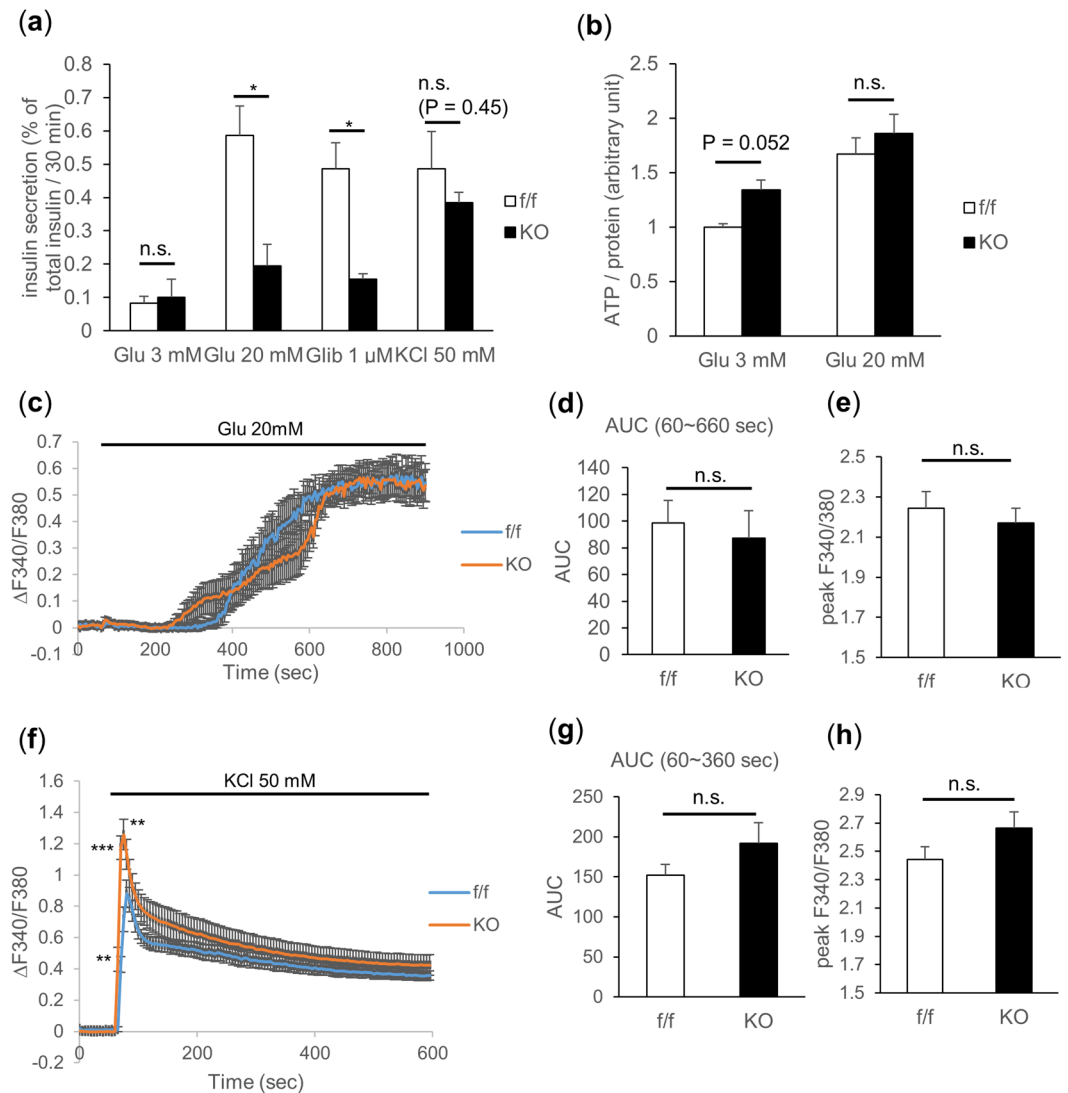 (a)
insulin secretion (% of
total insulin / 30 min)
0.8
0.7
0.6
0.5
0.4
0.3
0.2
0.1
0
n.s.
*
*
n.s.
(P = 0.45)
f/f
KO
Glu 3 mM Glu 20 mM Glib 1 µM KCl 50 mM
(b)
ATP / protein (arbitrary unit)
2.5
2
1.5
1
0.5
0
P = 0.052
n.s.
f/f
KO
Glu 3 mM Glu 20 mM
(c)
Glu 20mM
ΔF340/F380
0.7
0.6
0.5
0.4
0.3
0.2
0.1
0
-0.1
0 200 400 600 800 1000
Time (sec)
f/f
KO
(d)
AUC (60~660 sec)
n.s.
AUC
140
120
100
80
60
40
20
0
f/f KO
(e)
n.s.
peak F340/380
2.5
2.3
2.1
1.9
1.7
1.5
f/f KO
(f)
KCl 50 mM
ΔF340/F380
1.6
1.4
1.2
1
0.8
0.6
0.4
0.2
0
-0.2
**
***
**
0 200 400 600
Time (sec)
f/f
KO
(g)
AUC (60~360 sec)
n.s.
AUC
250
200
150
100
50
0
f/f KO
(h)
n.s.
peak F340/F380
2.9
2.7
2.5
2.3
2.1
1.9
1.7
1.5
f/f KO